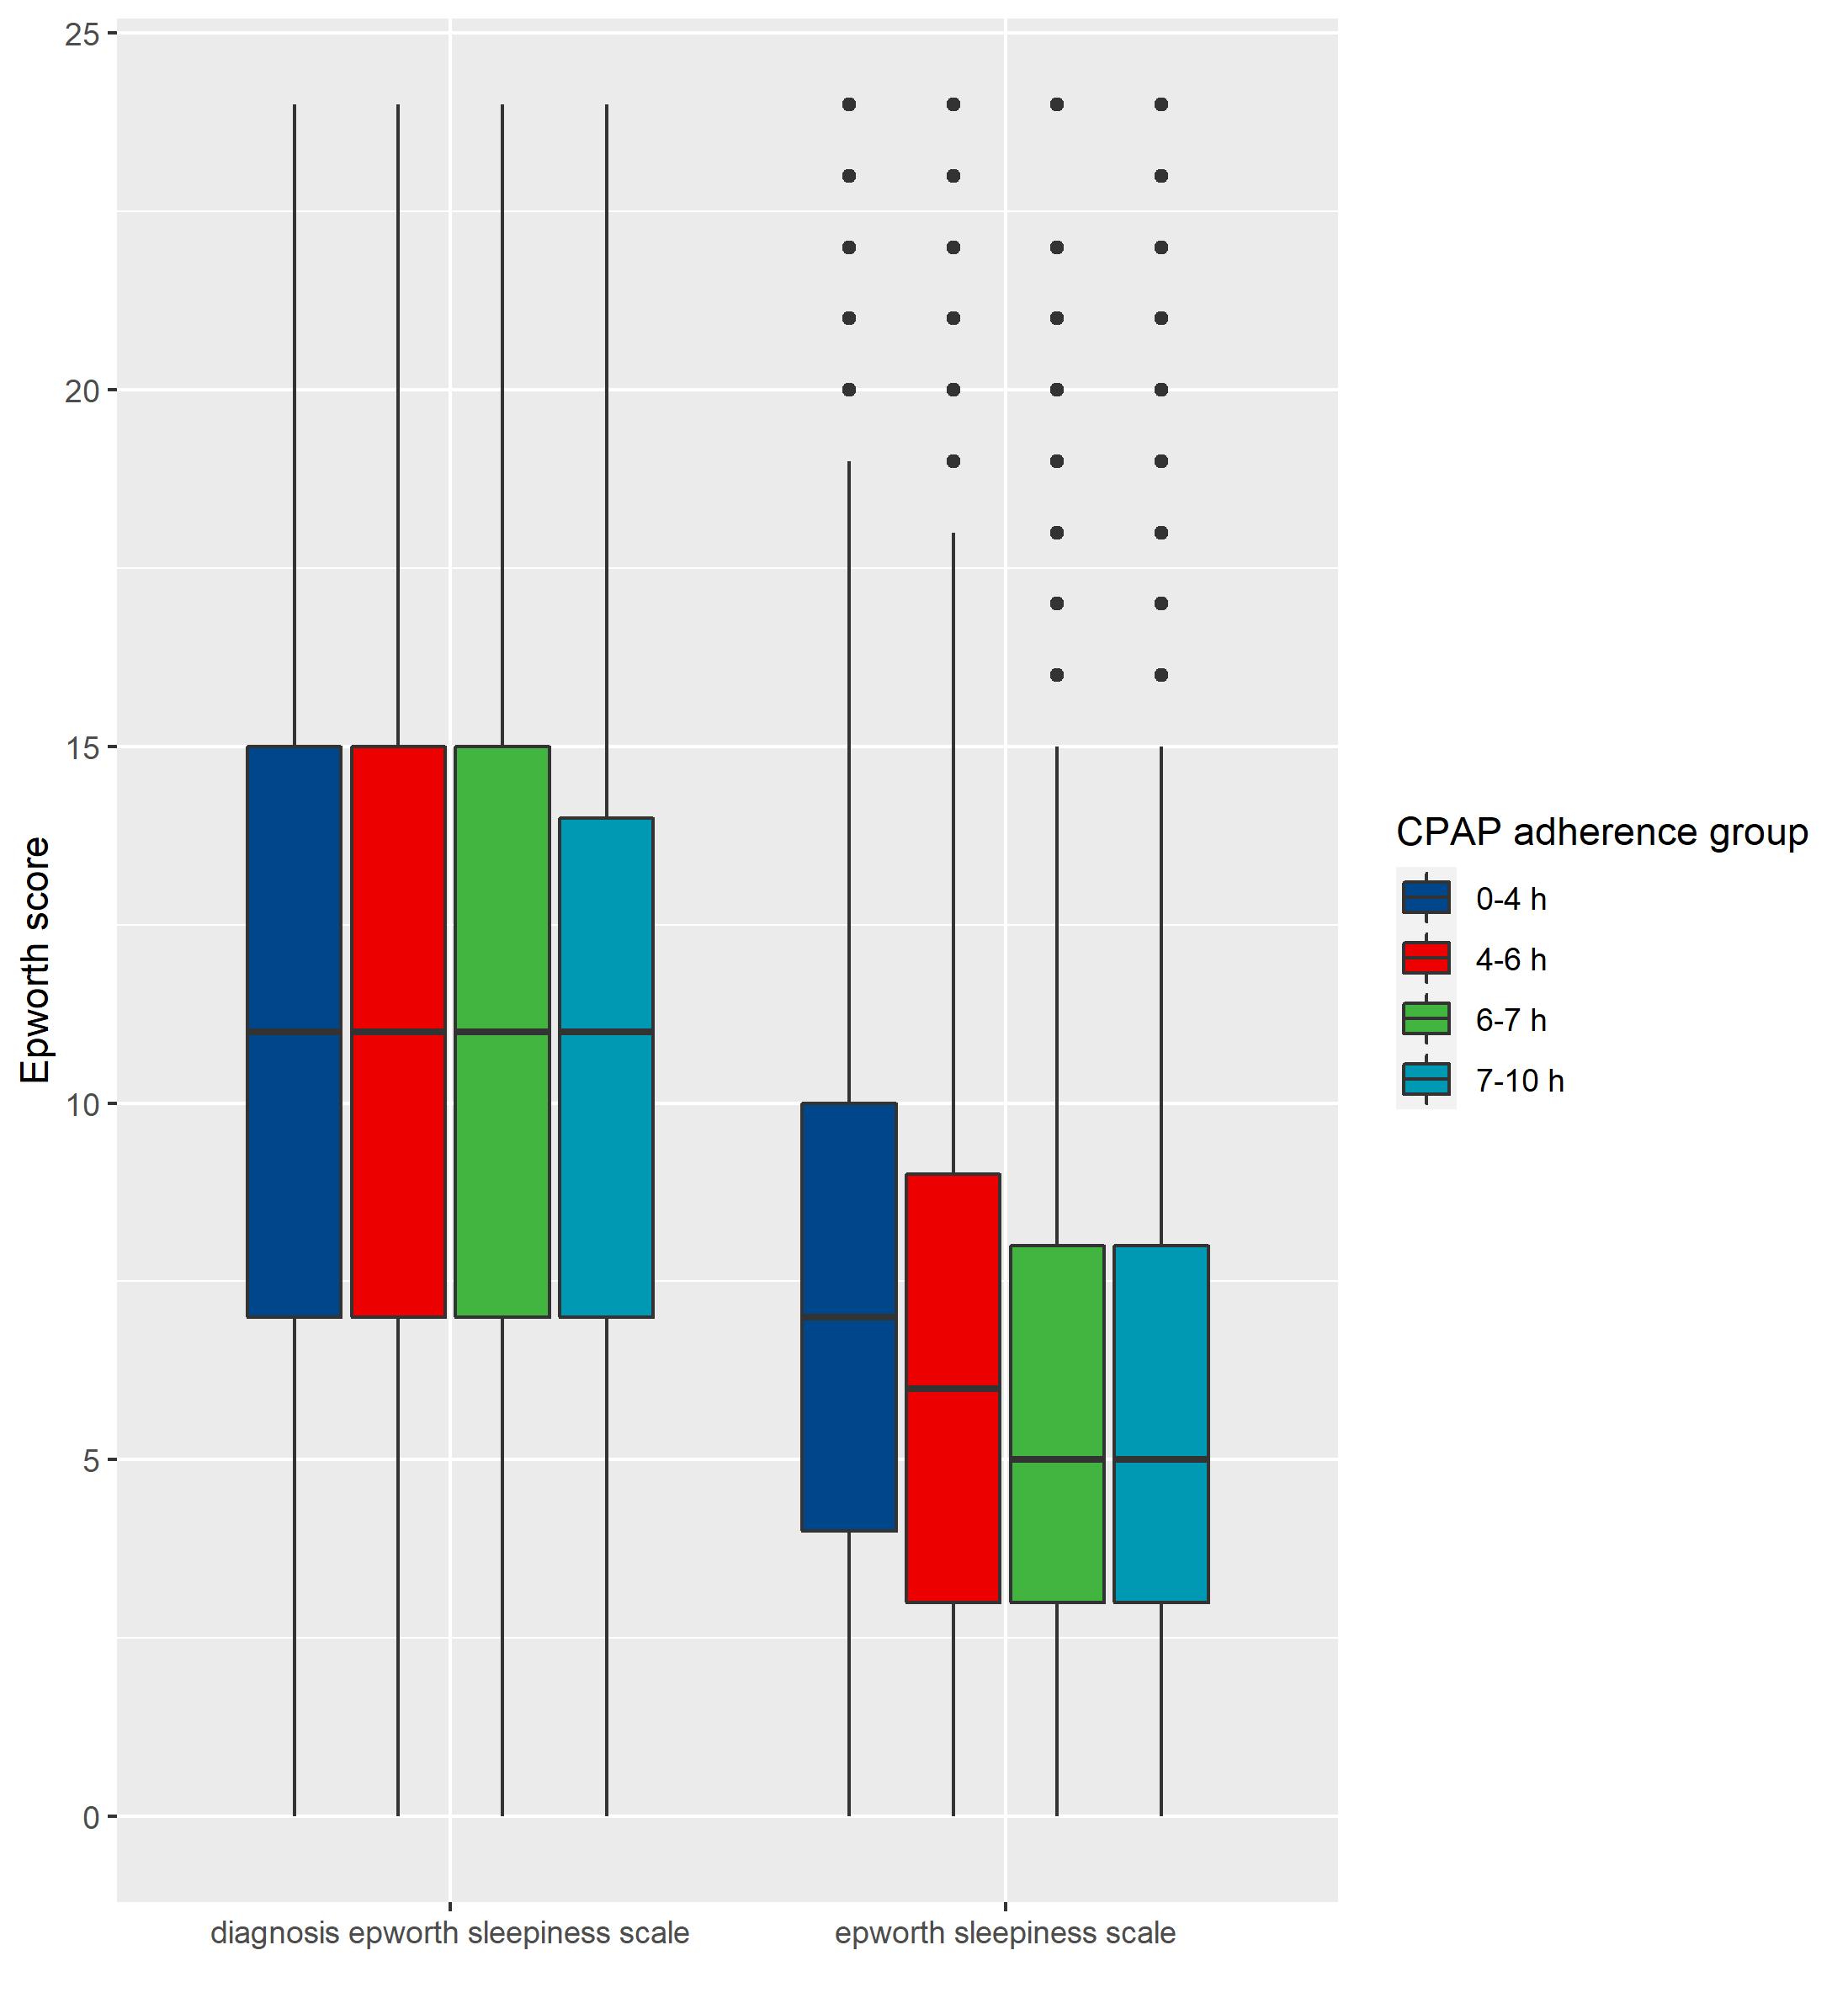 25
20
15
10
5
0
Epworth score
diagnosis epworth sleepiness scale
epworth sleepiness scale
CPAP adherence group
0-4 h
4-6 h
6-7 h
7-10 h